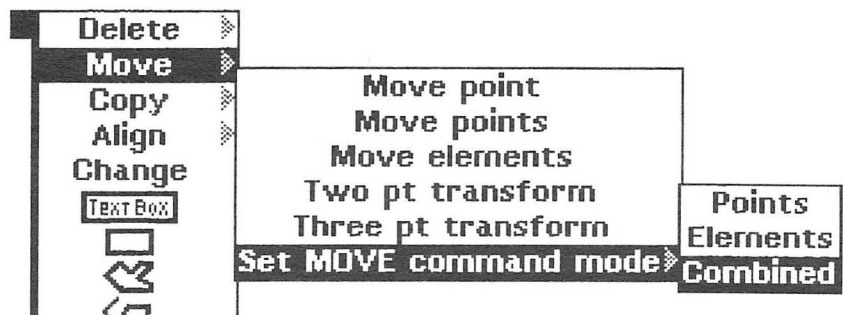 Delete
Move
Copy
Align
Change
TEXT BOX
Move point
Move points
Move elements
Two pt transform
Three pt transform
Set MOVE command mode
Points
Elements
Combined